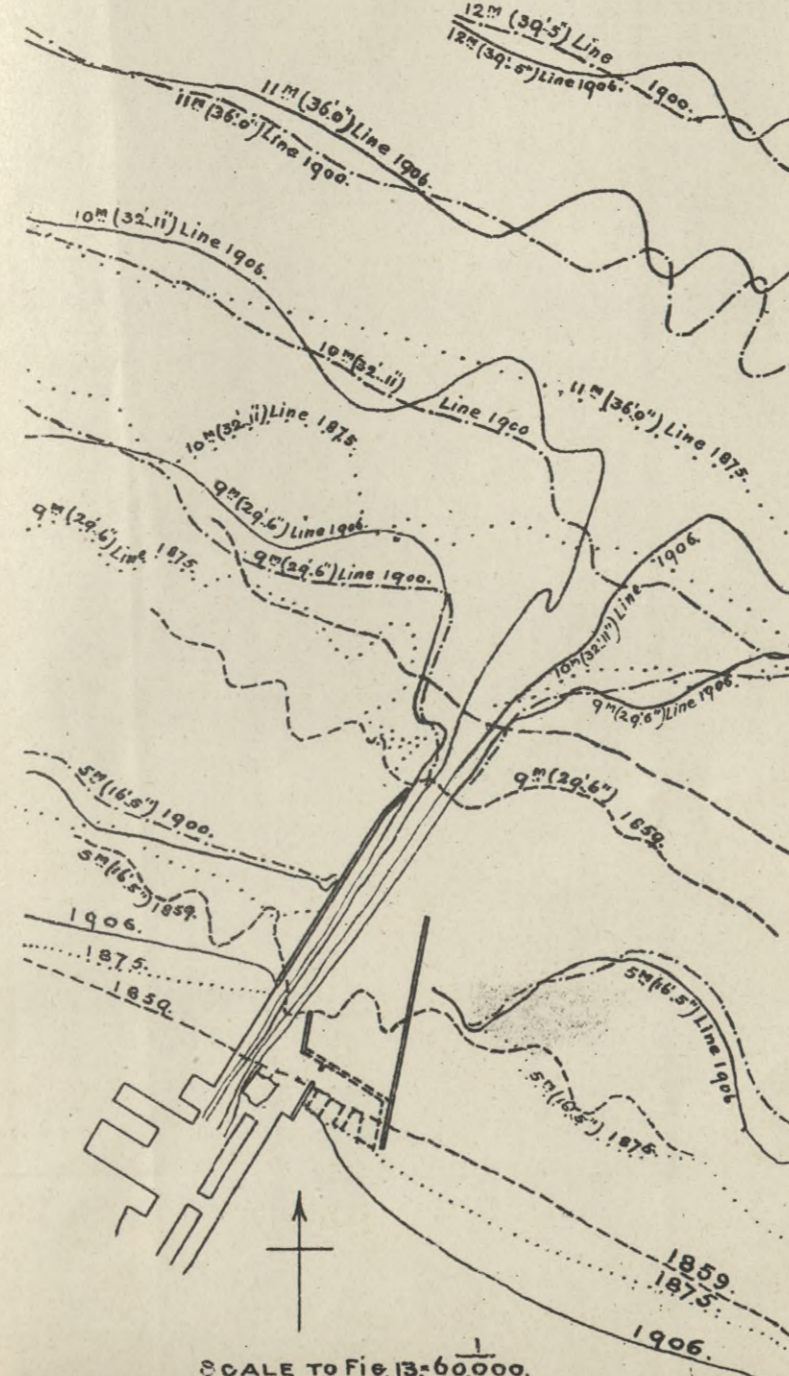 12m (39'.5") Line
12m (39'.5") Line 1906.
1900.
11m (36'.0") Line 1906.
11m (36'.0") Line 1900.
10m (32'.11") Line 1906.
10m (32'.11")
Line 1900
11m (36'.0") Line 1875.
10m (32'.11") Line 1875.
9m (29'.6") Line 1906.
9m (29'.6") Line 1875.
9m (29'.6") Line 1900.
1906.
10m (32'.11") Line
9m (29'.6") Line 1906.
9m (29'.6")
1859.
5m (16'.5") 1900.
5m (16'.5") 1859.
1906.
1875.
1859.
5m (16'.5") Line 1906
5m (16'.5") 1875.
1859.
1875.
1906.
SCALE TO FIG 13=1/60000.